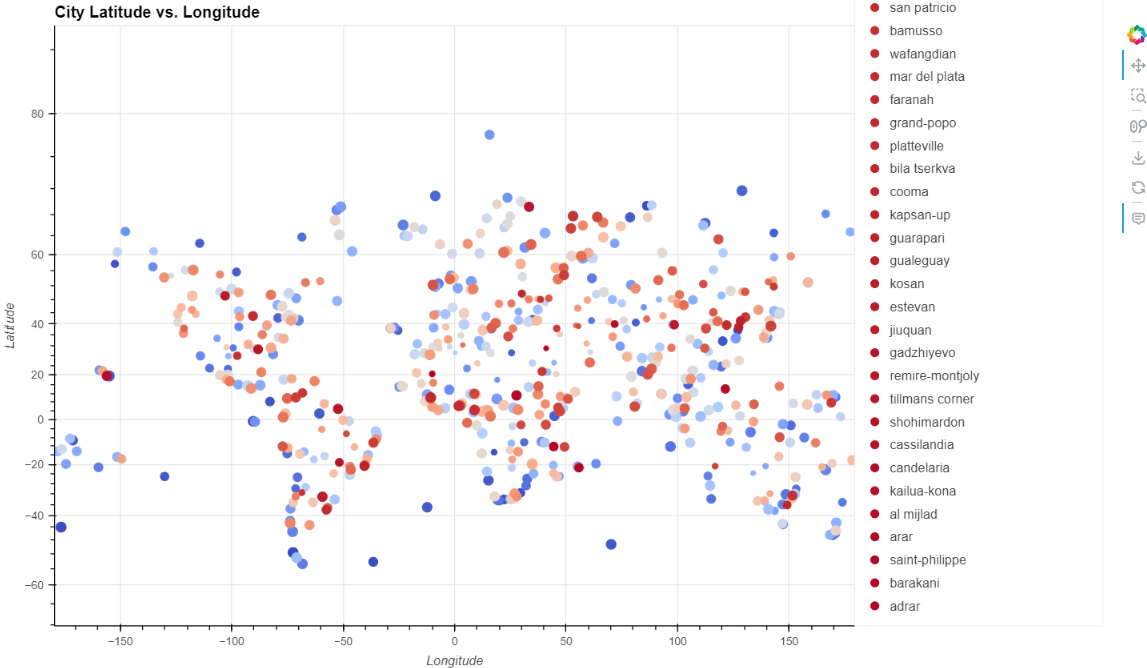 City Latitude vs. Longitude
80
60
40
20
0
−20
−40
−60
Latitude
−150
−100
−50
0
50
100
150
Longitude
san patricio
bamusso
wafangdian
mar del plata
faranah
grand-popo
platteville
bila tserkva
cooma
kapsan-up
guarapari
gualeguay
kosan
estevan
jiuquan
gadzhiyevo
remire-montjoly
tillmans corner
shohimardon
cassilandia
candelaria
kailua-kona
al mijlad
arar
saint-philippe
barakani
adrar